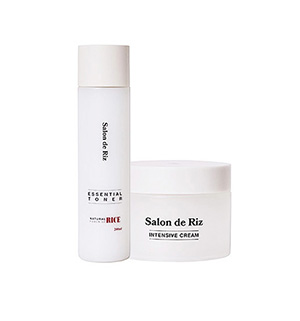 Salon de Riz
ESSENTIAL
TONER
NATURAL
RICE
Salon de Riz
INTENSIVE CREAM